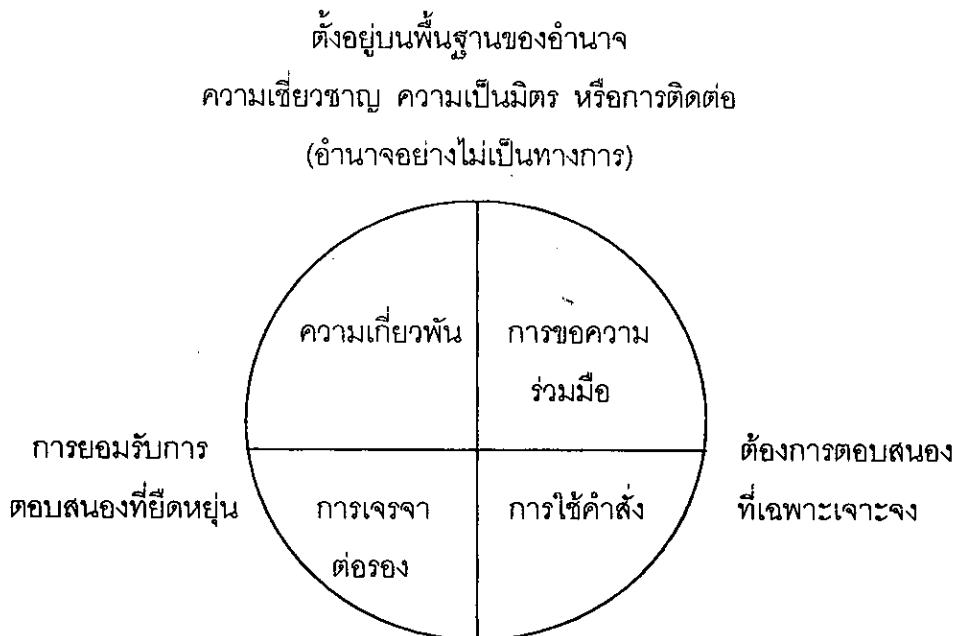 ตั้งอยู่บนพื้นฐานของอำนาจ
ความเชี่ยวชาญ ความเป็นมิตร หรือการติดต่อ
(อำนาจอย่างไม่เป็นทางการ)
ความเกี่ยวพัน
การขอความ
ร่วมมือ
การยอมรับการ
ตอบสนองที่ยืดหยุ่น
ต้องการตอบสนอง
ที่เฉพาะเจาะจง
การเจรจา
ต่อรอง
การใช้คำสั่ง